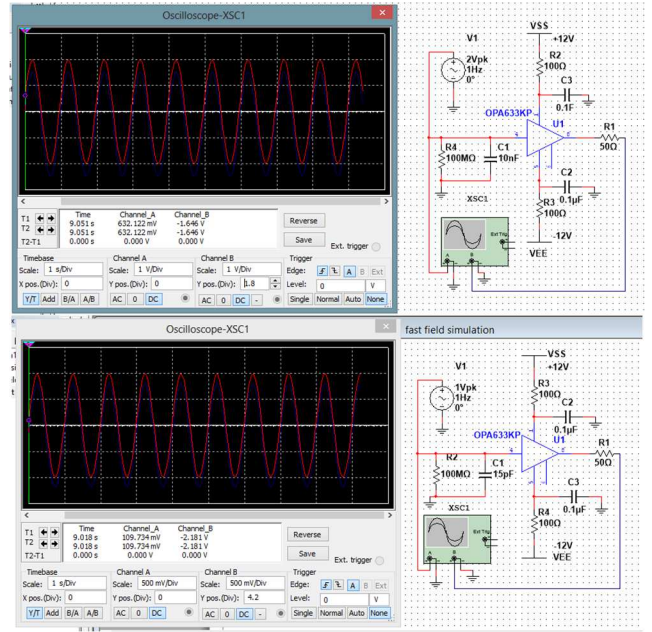 Oscilloscope-XSC1
VSS
+12V
V1
2Vpk
1Hz
0°
R2
100Ω
C3
0.1F
OPA633KP
U1
R1
50Ω
R4
100MΩ
C1
10nF
C2
0.1µF
R3
100Ω
XSC1
Ext Trig
A
B
-12V
VEE
Time Channel_A Channel_B
T1 9.051 s 632.122 mV -1.646 V
T2 9.051 s 632.122 mV -1.646 V
T2-T1 0.000 s 0.000 V 0.000 V
Reverse
Save
Ext. trigger
Timebase Channel A Channel B Trigger
Scale: 1 s/Div Scale: 1 V/Div Scale: 1 V/Div Edge: A B Ext
X pos.(Div): 0 Y pos.(Div): 0 Y pos.(Div): 1.8 Level: 0 V
Y/T Add B/A A/B AC 0 DC AC 0 DC - Single Normal Auto None
Oscilloscope-XSC1
fast field simulation
VSS
+12V
V1
1Vpk
1Hz
0°
R3
100Ω
C2
0.1µF
OPA633KP
U1
R1
50Ω
R2
100MΩ
C1
15pF
C3
0.1µF
R4
100Ω
XSC1
Ext Trig
A
B
-12V
VEE
Time Channel_A Channel_B
T1 9.018 s 109.734 mV -2.181 V
T2 9.018 s 109.734 mV -2.181 V
T2-T1 0.000 s 0.000 V 0.000 V
Reverse
Save
Ext. trigger
Timebase Channel A Channel B Trigger
Scale: 1 s/Div Scale: 500 mV/Div Scale: 500 mV/Div Edge: A B Ext
X pos.(Div): 0 Y pos.(Div): 0 Y pos.(Div): 4.2 Level: 0 V
Y/T Add B/A A/B AC 0 DC AC 0 DC - Single Normal Auto None